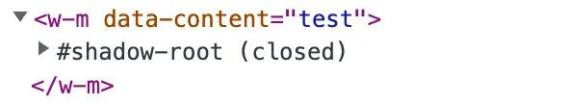 <w-m data-content="test">
#shadow-root (closed)
</w-m>